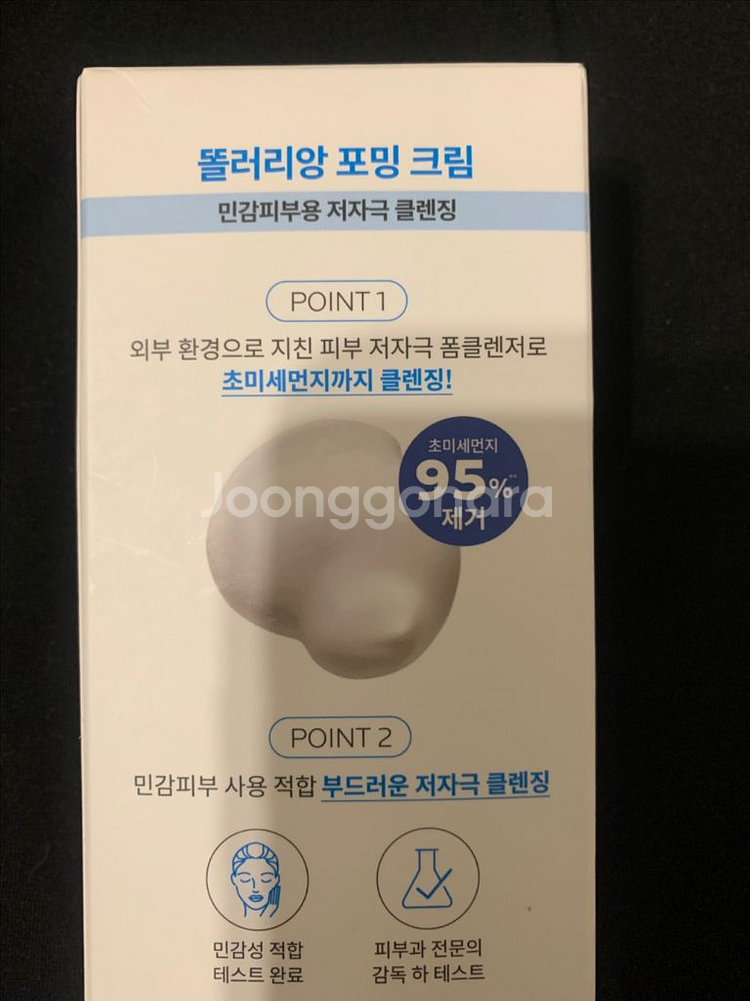 똘러리앙 포밍 크림
민감피부용 저자극 클렌징
POINT 1
외부 환경으로 지친 피부 저자극 폼클렌저로
초미세먼지까지 클렌징!
초미세먼지
95%**
제거
Joonggonara
POINT 2
민감피부 사용 적합 부드러운 저자극 클렌징
민감성 적합
테스트 완료
피부과 전문의
감독 하 테스트